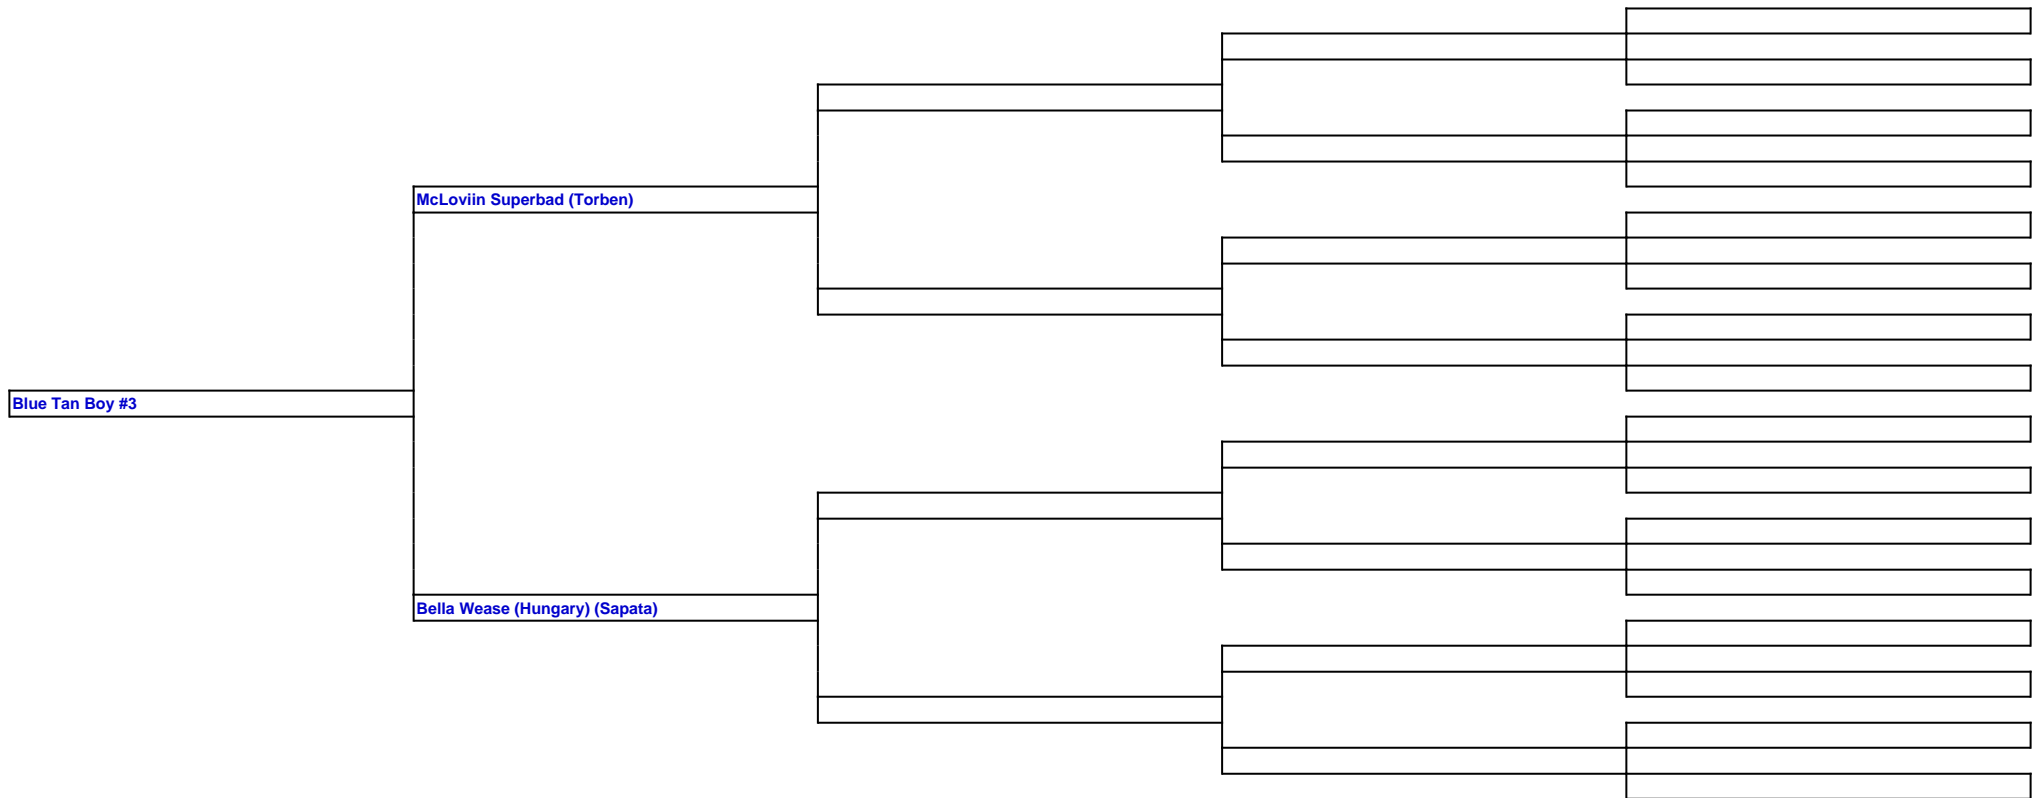 McLoviin Superbad (Torben)
Blue Tan Boy #3
Bella Wease (Hungary) (Sapata)